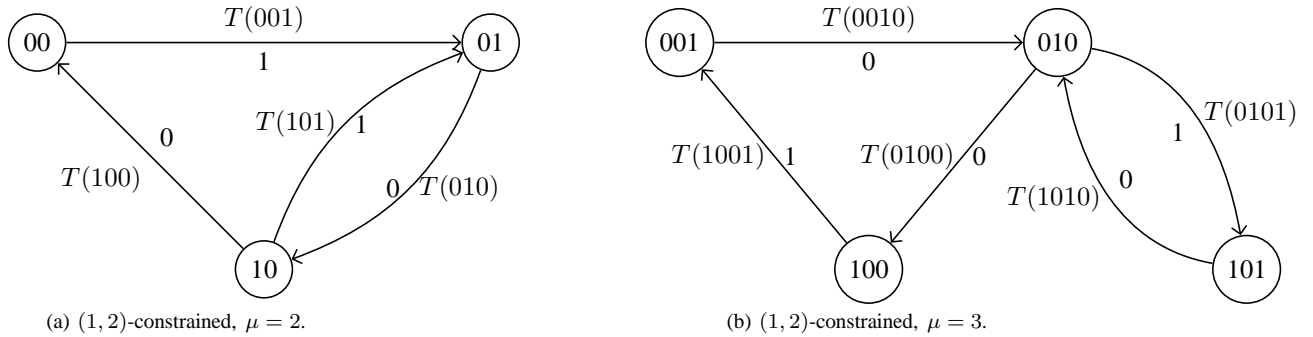 T(001)
00
01
1
T(101)
1
0
T(100)
0
T(010)
10
(a) (1, 2)-constrained, μ = 2.
T(0010)
001
010
0
T(0101)
1
T(1001)
1
T(0100)
0
0
T(1010)
100
101
(b) (1, 2)-constrained, μ = 3.